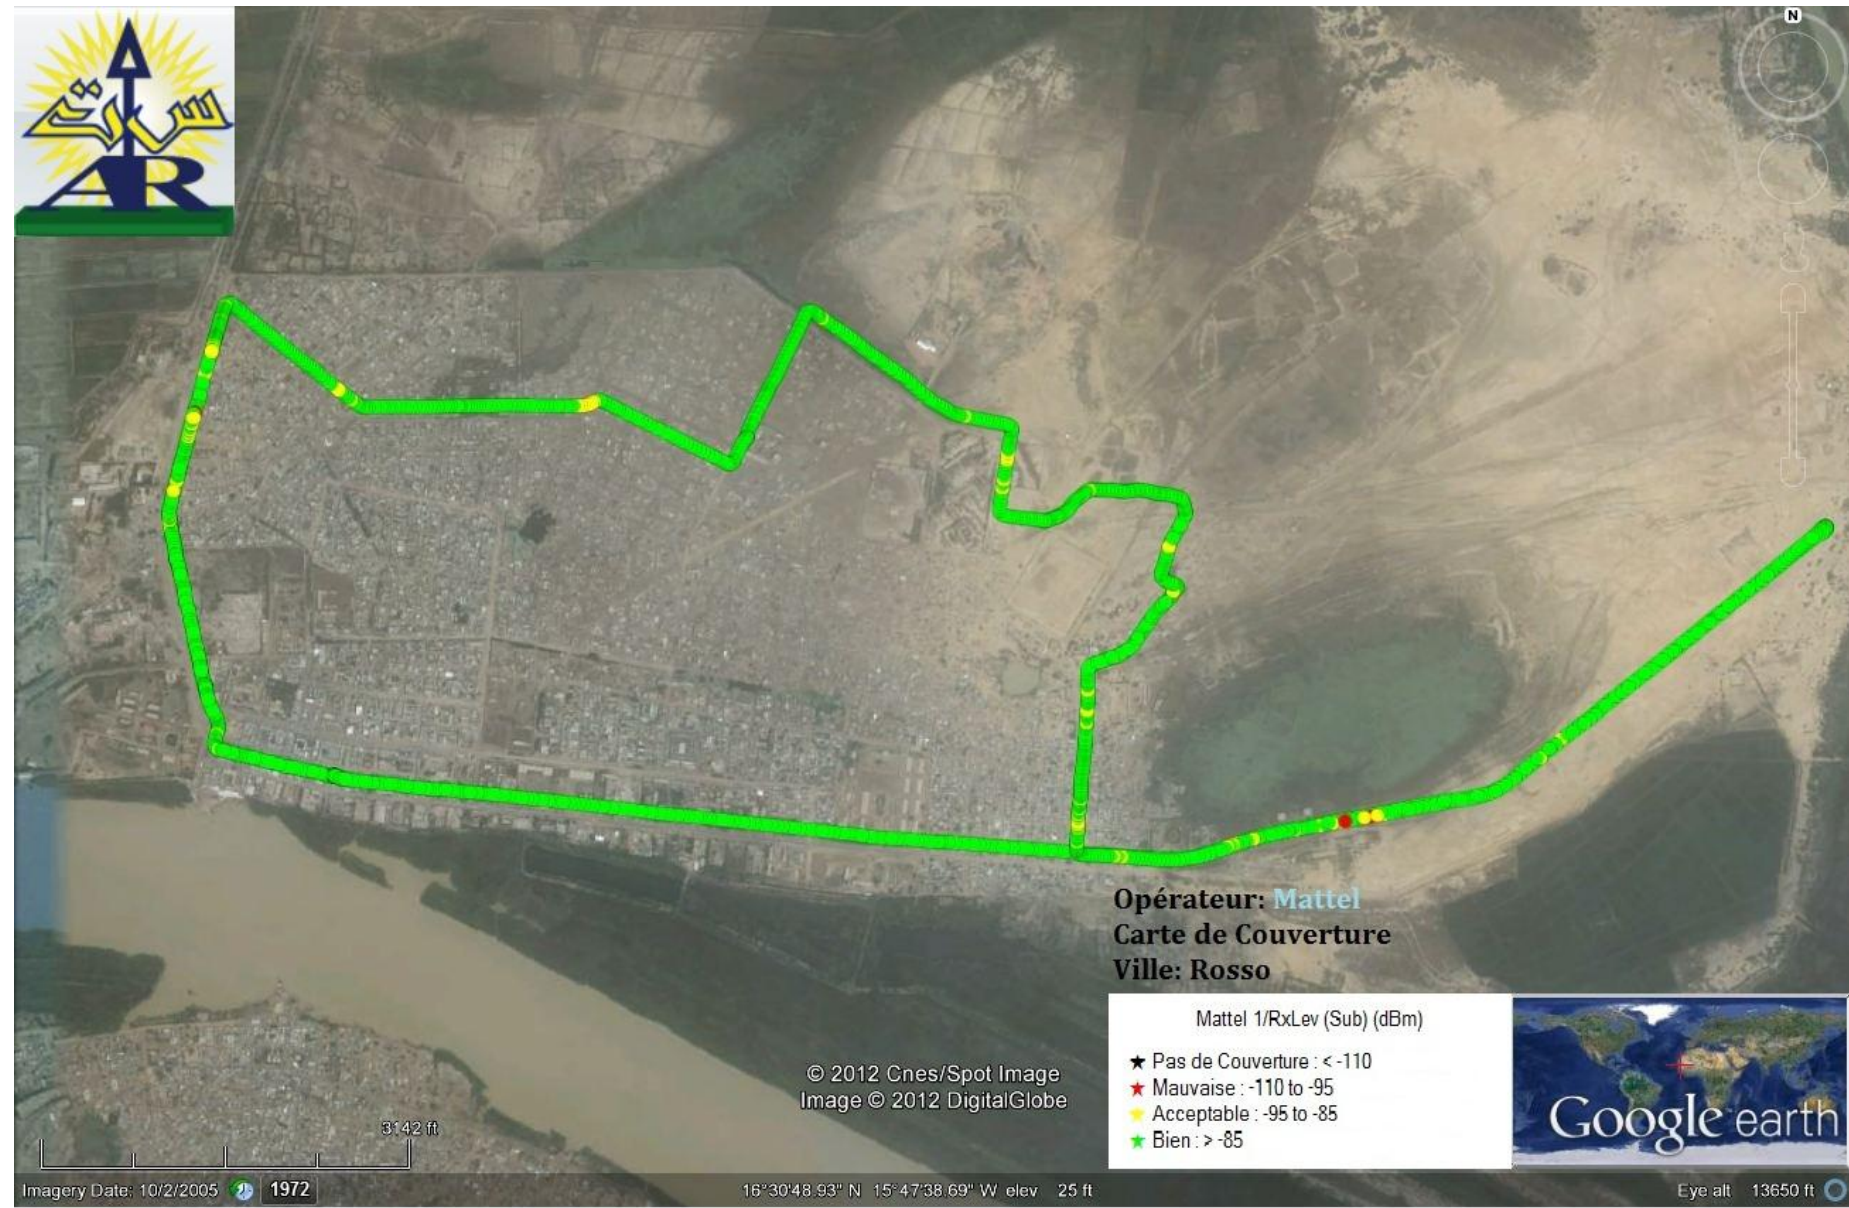 س ت
AR
N
Opérateur: Mattel
Carte de Couverture
Ville: Rosso
Mattel 1/RxLev (Sub) (dBm)
★ Pas de Couverture : < -110
★ Mauvaise : -110 to -95
★ Acceptable : -95 to -85
★ Bien : > -85
© 2012 Cnes/Spot Image
Image © 2012 DigitalGlobe
Google earth
3142 ft
Imagery Date: 10/2/2005 1972
16°30'48.93" N 15°47'38.69" W elev 25 ft
Eye alt 13650 ft